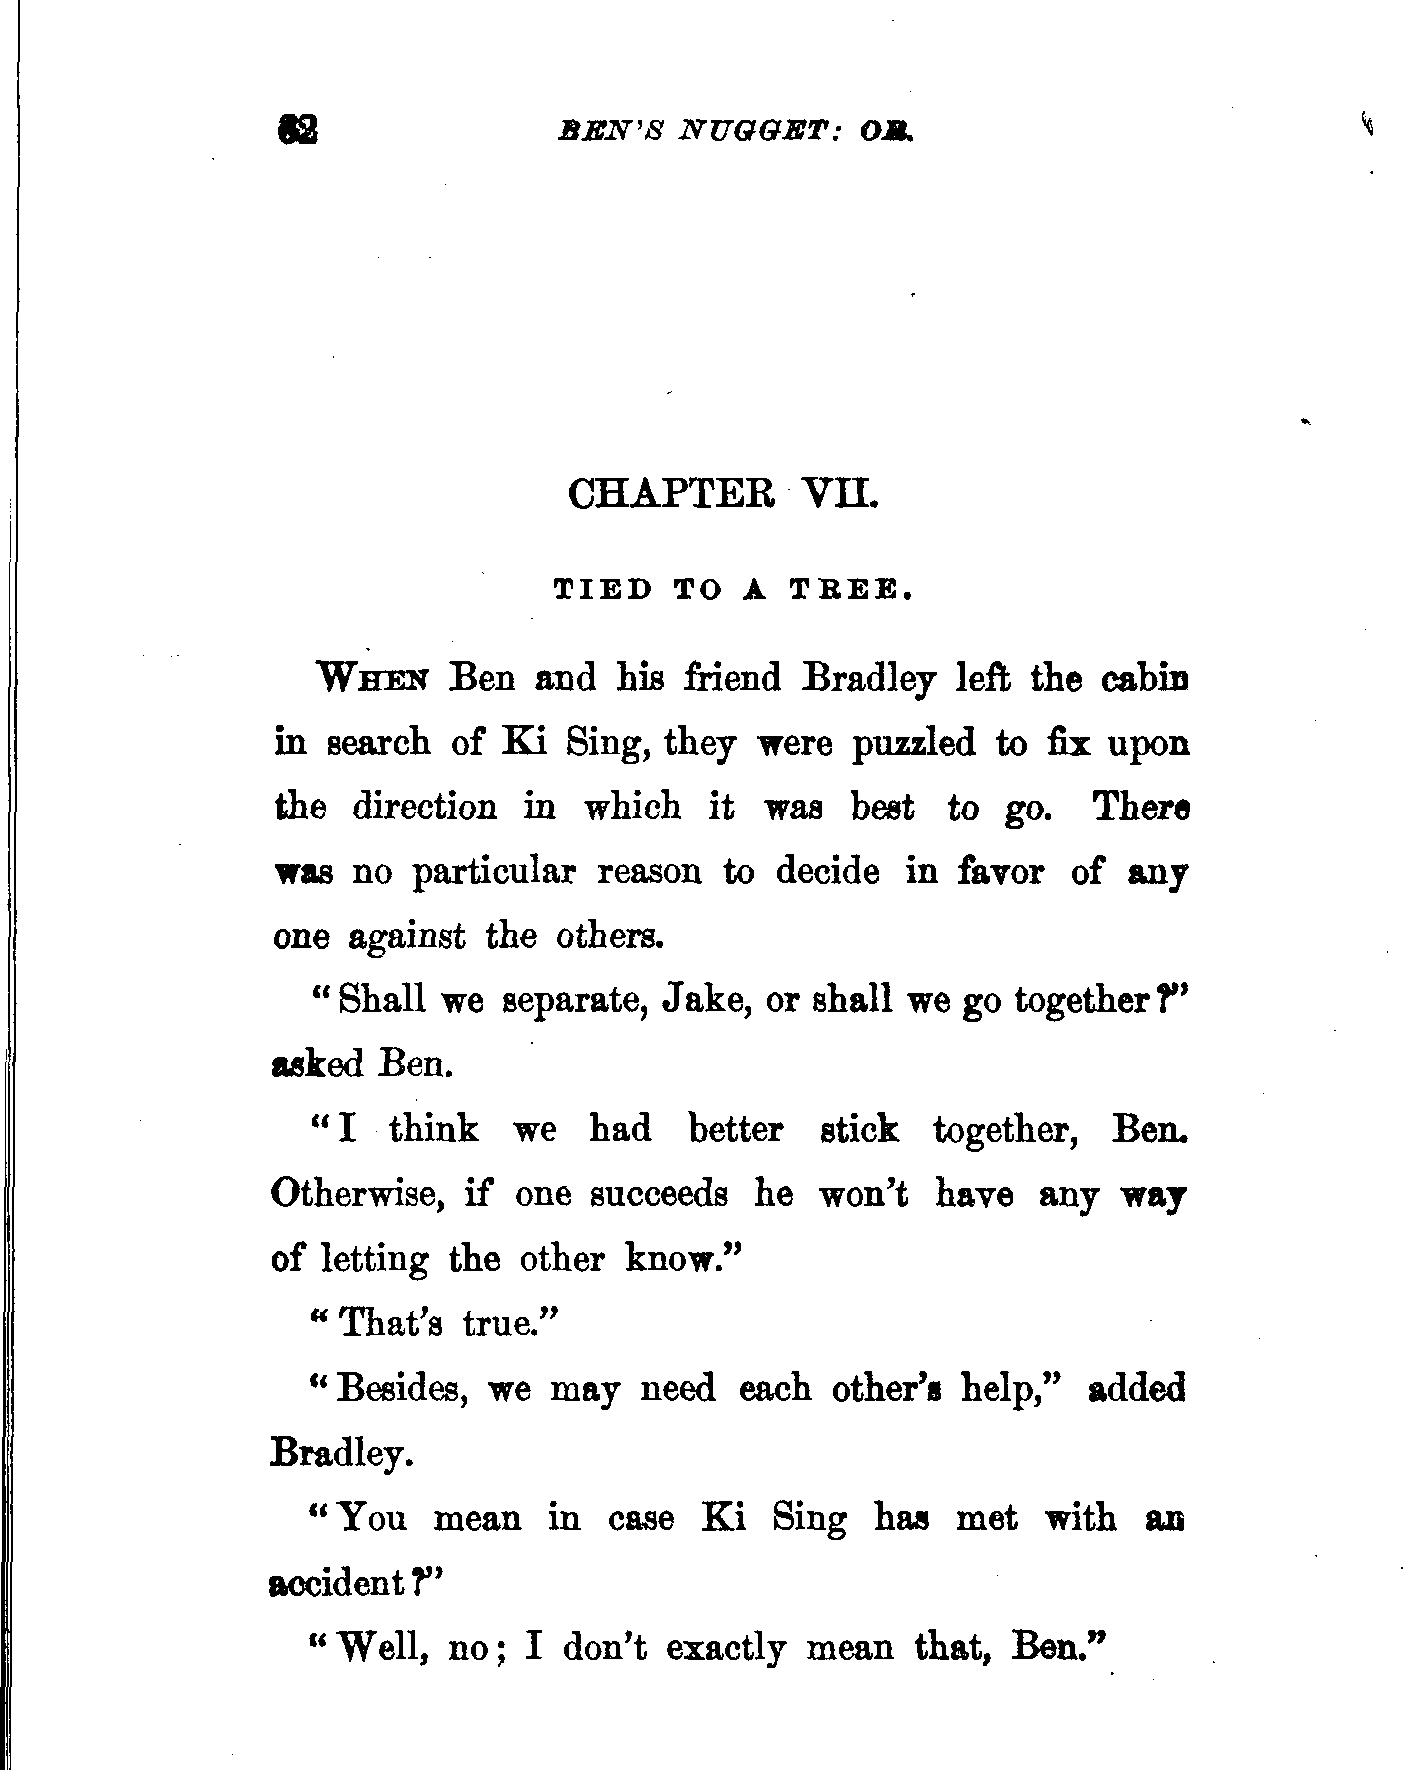 62 BEN'S NUGGET: OR.
CHAPTER VII.
TIED TO A TREE.
WHEN Ben and his friend Bradley left the cabin
in search of Ki Sing, they were puzzled to fix upon
the direction in which it was best to go. There
was no particular reason to decide in favor of any
one against the others.
"Shall we separate, Jake, or shall we go together?"
asked Ben.
"I think we had better stick together, Ben.
Otherwise, if one succeeds he won't have any way
of letting the other know."
"That's true."
"Besides, we may need each other's help," added
Bradley.
"You mean in case Ki Sing has met with an
accident?"
"Well, no; I don't exactly mean that, Ben."